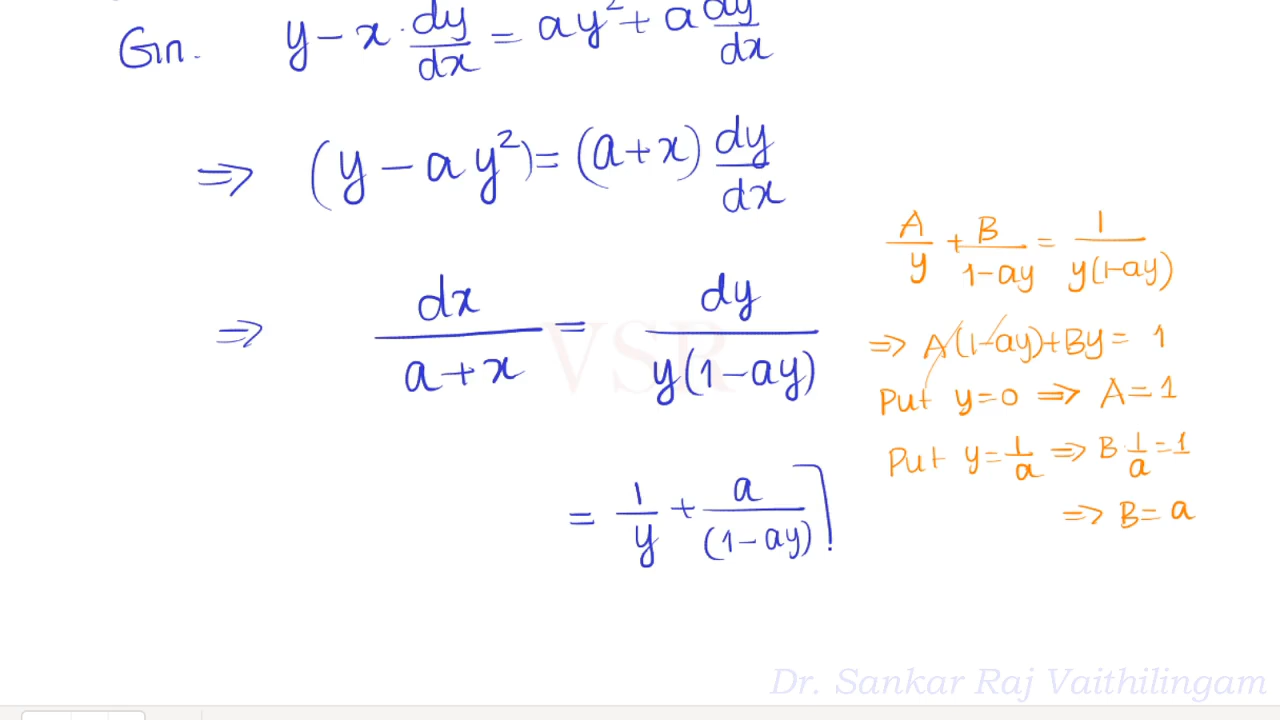 Gn. y − x · dy/dx = ay² + a dy/dx
⇒ (y − ay²) = (a+x) dy/dx
⇒ dx/(a+x) = dy/(y(1−ay))
= 1/y + a/(1−ay)]
A/y + B/(1−ay) = 1/(y(1−ay))
⇒ A(1−ay)+By = 1
Put y=0 ⇒ A=1
Put y=1/a ⇒ B·1/a=1
⇒ B= a
VSR
Dr. Sankar Raj Vaithilingam